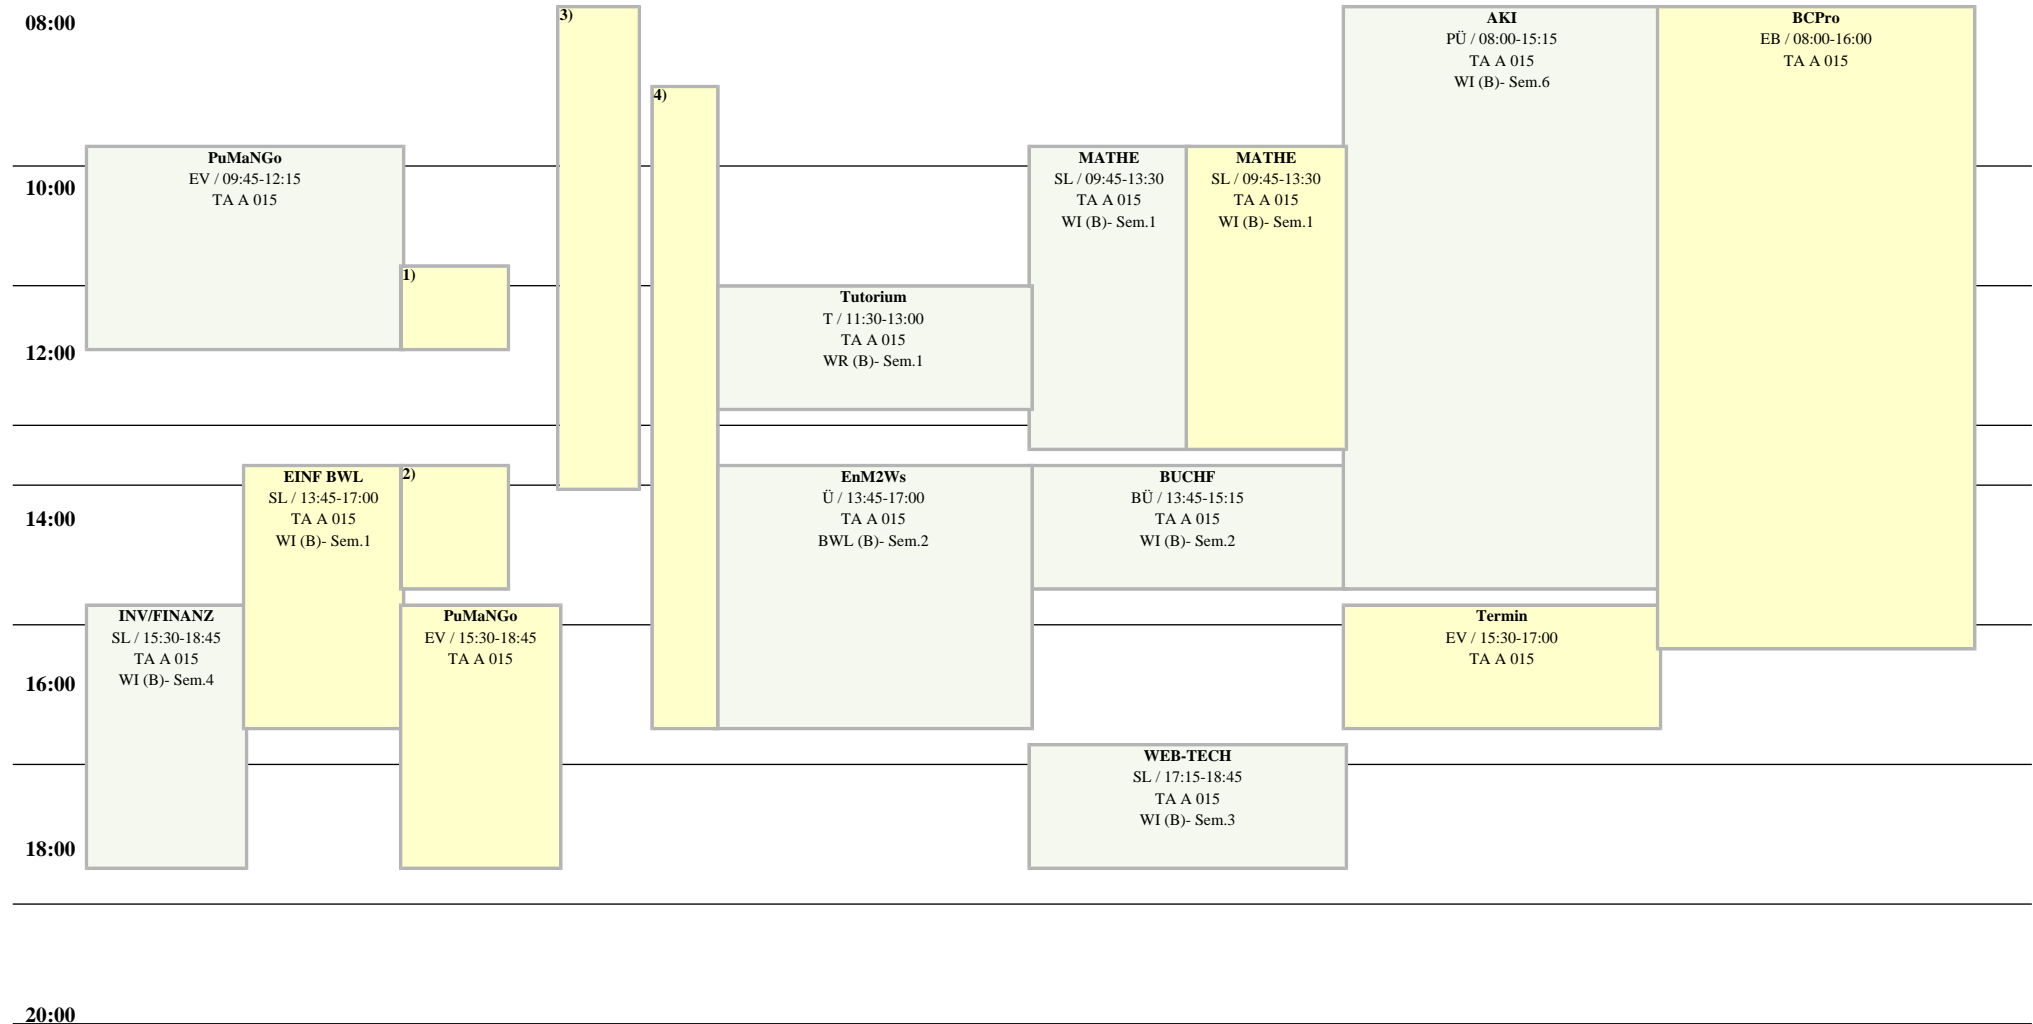 08:00
10:00
12:00
14:00
16:00
18:00
20:00
PuMaNGo
EV / 09:45-12:15
TA A 015
1)
EINF BWL
SL / 13:45-17:00
TA A 015
WI (B)- Sem.1
2)
INV/FINANZ
SL / 15:30-18:45
TA A 015
WI (B)- Sem.4
PuMaNGo
EV / 15:30-18:45
TA A 015
3)
4)
Tutorium
T / 11:30-13:00
TA A 015
WR (B)- Sem.1
EnM2Ws
Ü / 13:45-17:00
TA A 015
BWL (B)- Sem.2
MATHE
SL / 09:45-13:30
TA A 015
WI (B)- Sem.1
MATHE
SL / 09:45-13:30
TA A 015
WI (B)- Sem.1
BUCHF
BÜ / 13:45-15:15
TA A 015
WI (B)- Sem.2
WEB-TECH
SL / 17:15-18:45
TA A 015
WI (B)- Sem.3
AKI
PÜ / 08:00-15:15
TA A 015
WI (B)- Sem.6
Termin
EV / 15:30-17:00
TA A 015
BCPro
EB / 08:00-16:00
TA A 015